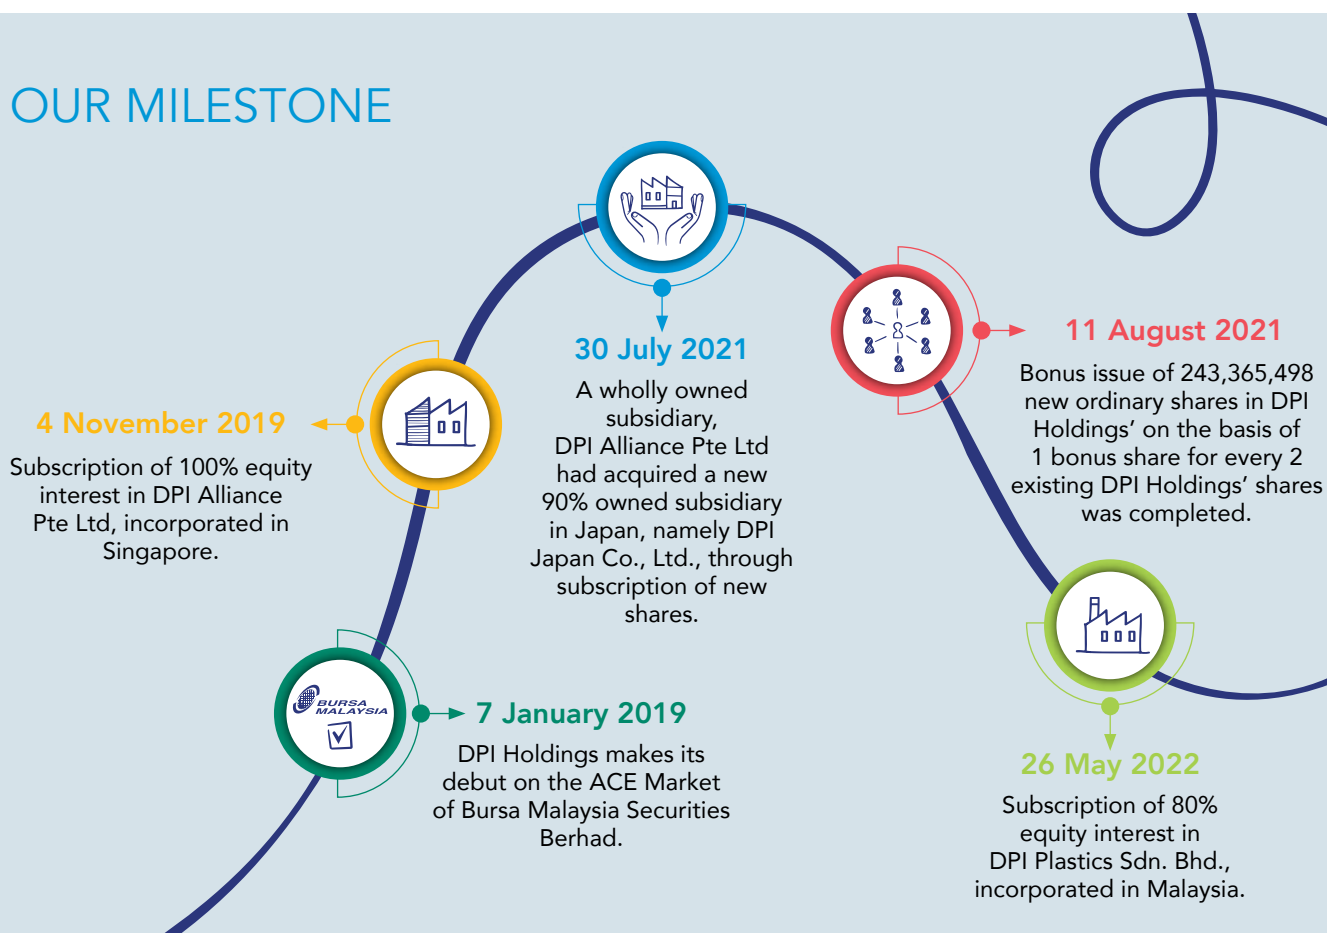 OUR MILESTONE
BURSA
MALAYSIA
7 January 2019
DPI Holdings makes its
debut on the ACE Market
of Bursa Malaysia Securities
Berhad.
4 November 2019
Subscription of 100% equity
interest in DPI Alliance
Pte Ltd, incorporated in
Singapore.
30 July 2021
A wholly owned
subsidiary,
DPI Alliance Pte Ltd
had acquired a new
90% owned subsidiary
in Japan, namely DPI
Japan Co., Ltd., through
subscription of new
shares.
11 August 2021
Bonus issue of 243,365,498
new ordinary shares in DPI
Holdings’ on the basis of
1 bonus share for every 2
existing DPI Holdings’ shares
was completed.
26 May 2022
Subscription of 80%
equity interest in
DPI Plastics Sdn. Bhd.,
incorporated in Malaysia.